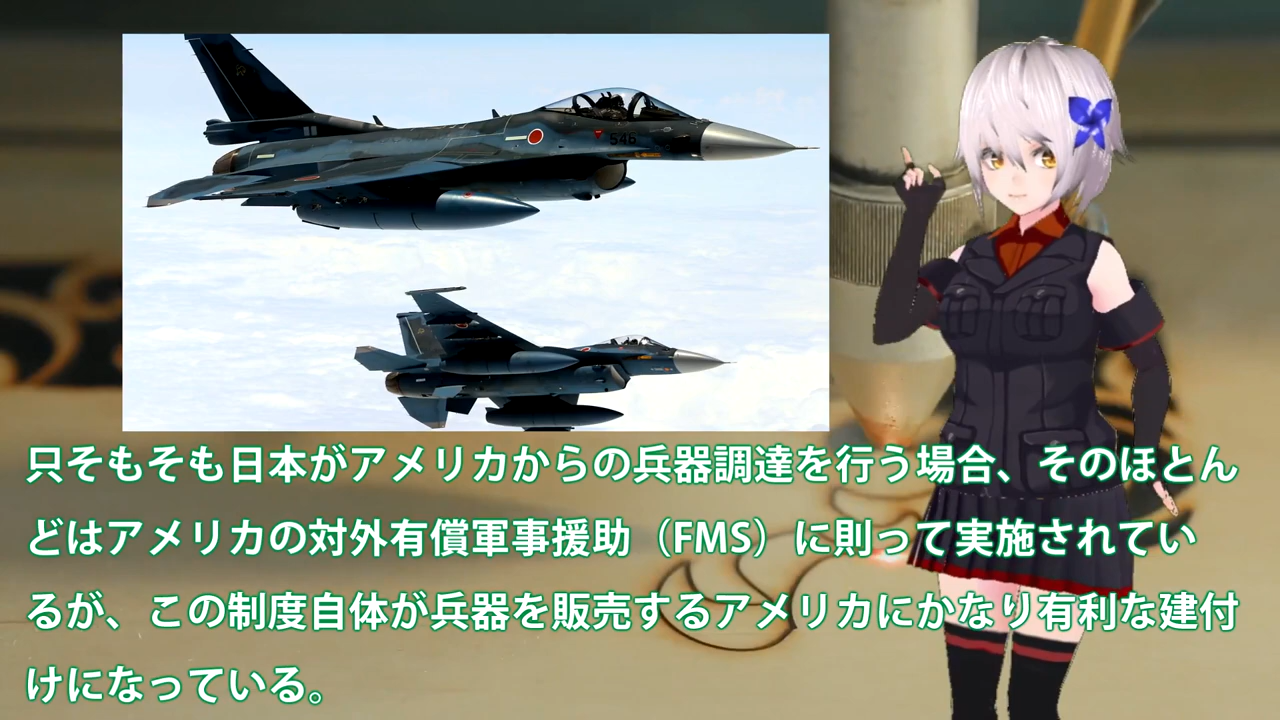 546
只そもそも日本がアメリカからの兵器調達を行う場合、そのほとん
どはアメリカの対外有償軍事援助（FMS）に則って実施されてい
るが、この制度自体が兵器を販売するアメリカにかなり有利な建付
けになっている。